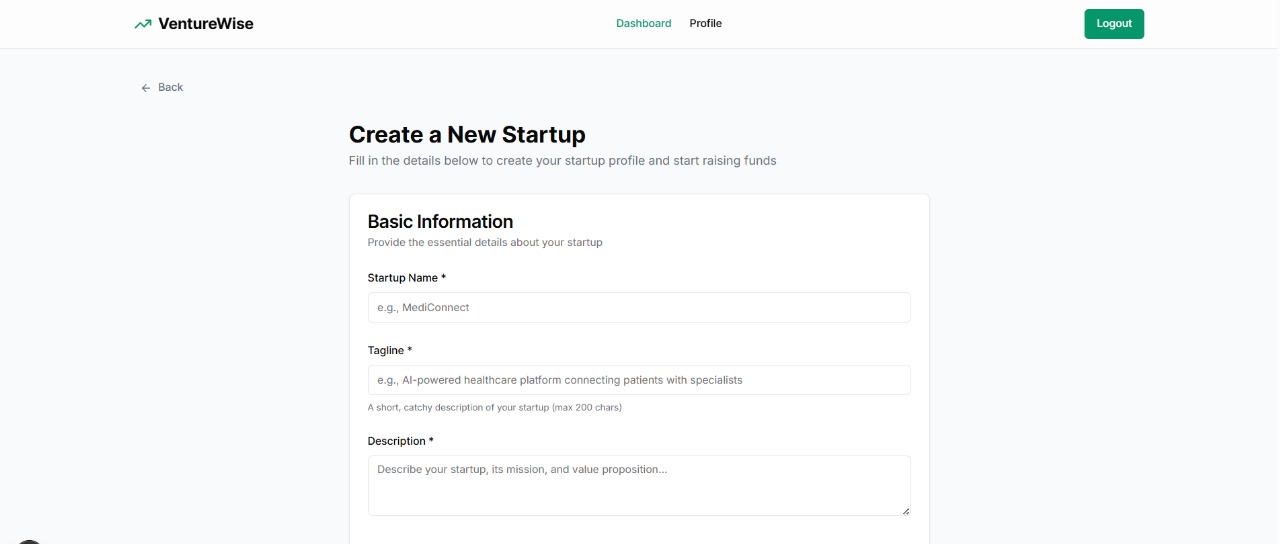 VentureWise
Dashboard
Profile
Logout
Back
Create a New Startup
Fill in the details below to create your startup profile and start raising funds
Basic Information
Provide the essential details about your startup
Startup Name *
e.g., MediConnect
Tagline *
e.g., AI-powered healthcare platform connecting patients with specialists
A short, catchy description of your startup (max 200 chars)
Description *
Describe your startup, its mission, and value proposition...